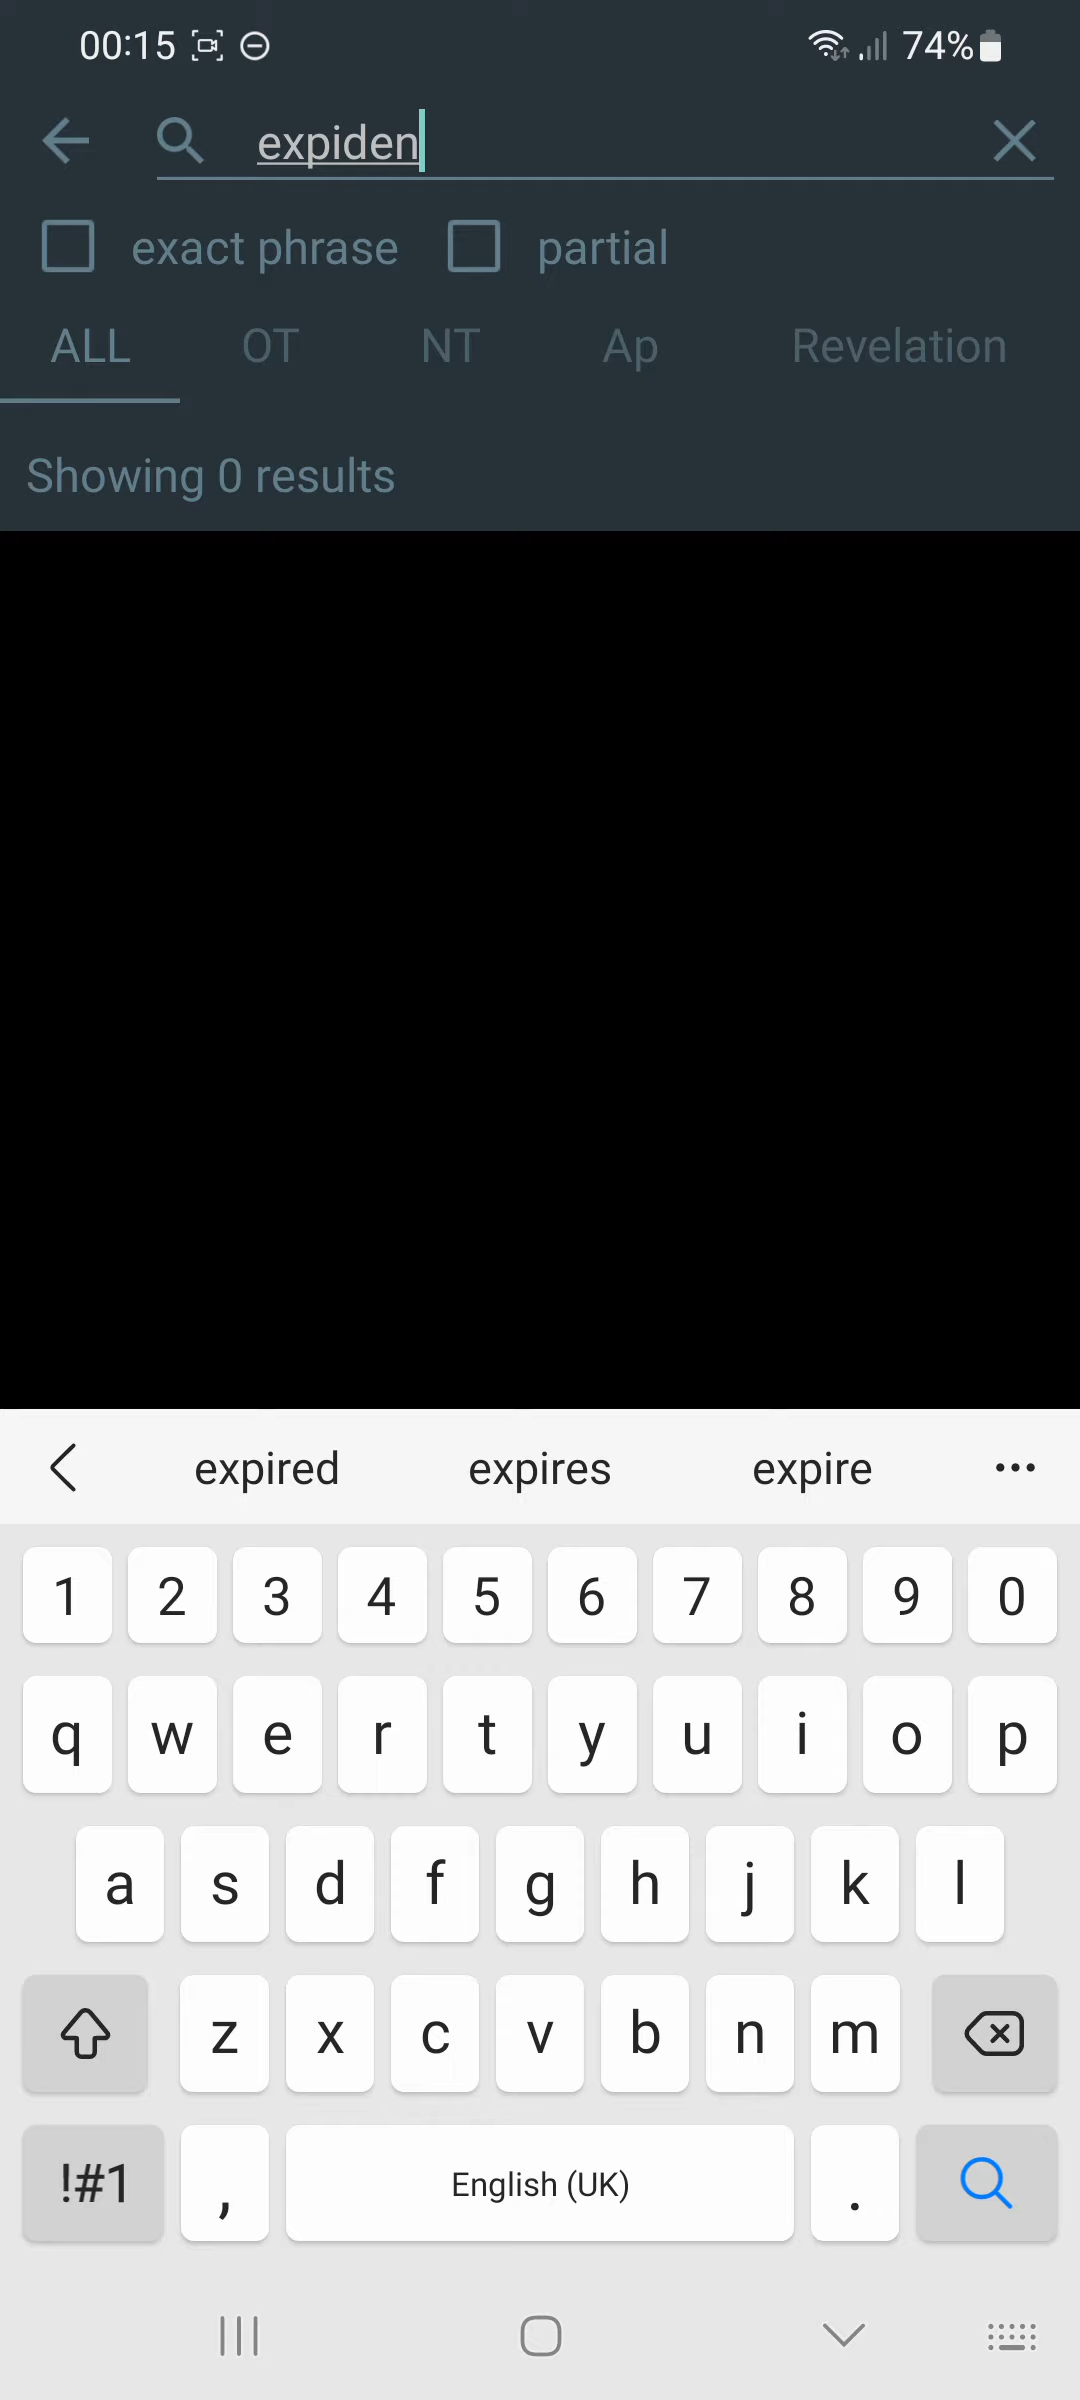 00:15 74%
expiden
exact phrase partial
ALL OT NT Ap Revelation
Showing 0 results
expired expires expire ...
1 2 3 4 5 6 7 8 9 0
q w e r t y u i o p
a s d f g h j k l
z x c v b n m
!#1 , English (UK) .